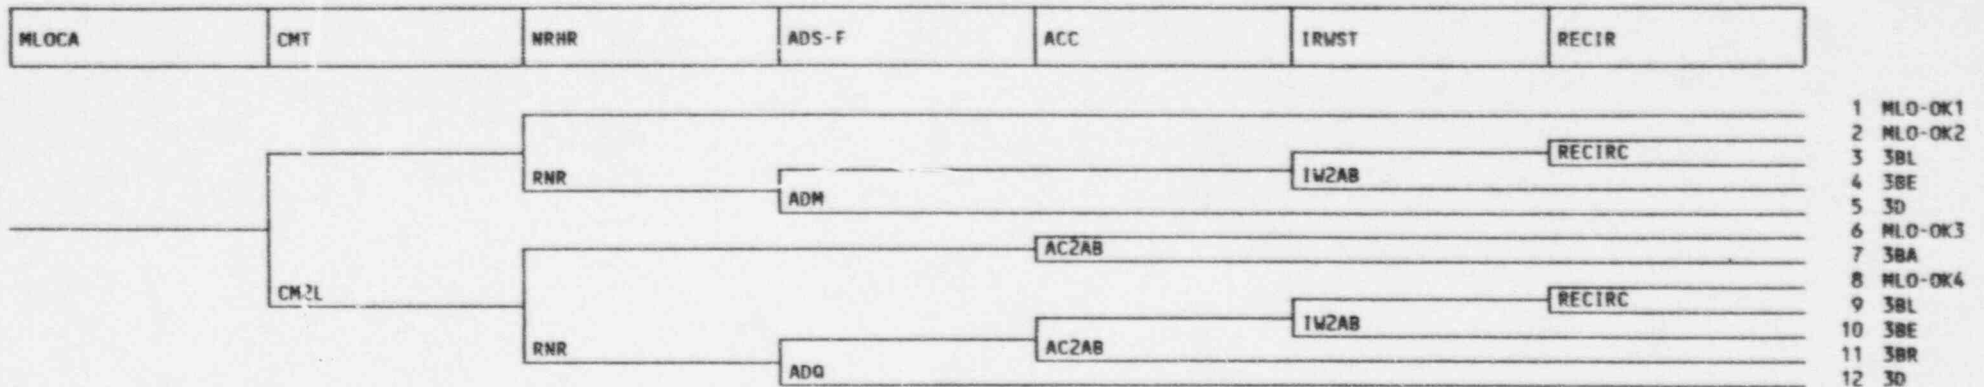 MLOCA CMT NRHR ADS-F ACC IRWST RECIR
1 MLO-OK1
2 MLO-OK2
RECIRC
3 3BL
IW2AB
RNR
4 3BE
ADM
5 3D
6 MLO-OK3
AC2AB
7 3BA
8 MLO-OK4
CM2L
RECIRC
9 3BL
IW2AB
10 3BE
RNR
AC2AB
11 3BR
ADQ
12 3D